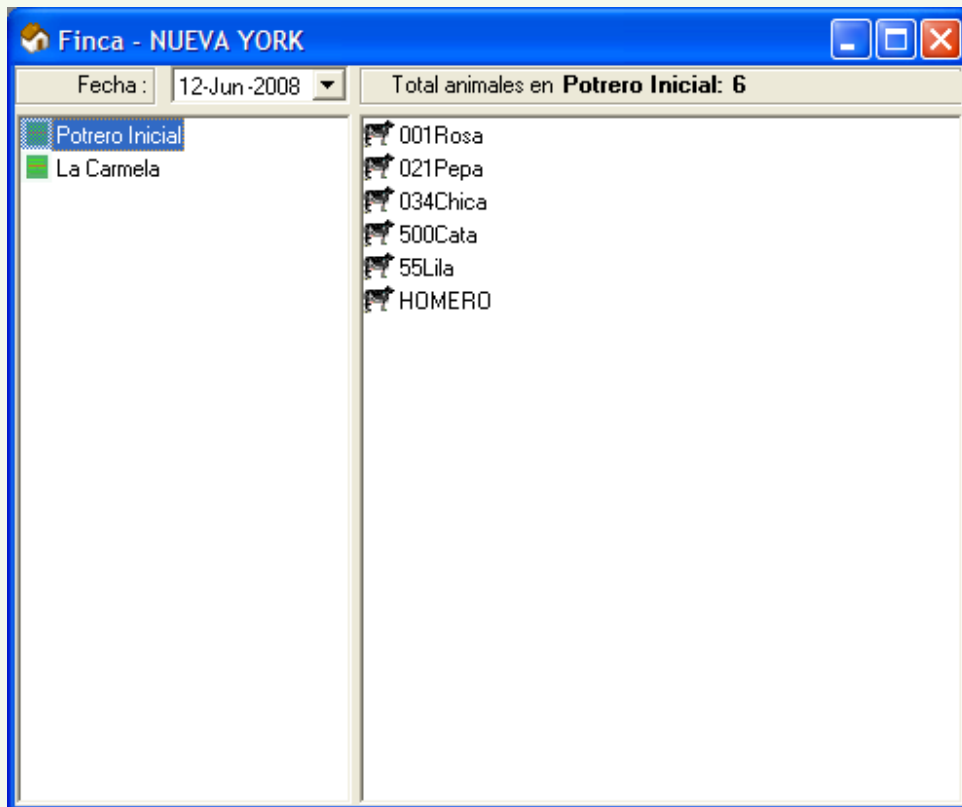 Finca - NUEVA YORK
Fecha : 12-Jun-2008 Total animales en Potrero Inicial: 6
Potrero Inicial
La Carmela
001Rosa
021Pepa
034Chica
500Cata
55Lila
HOMERO